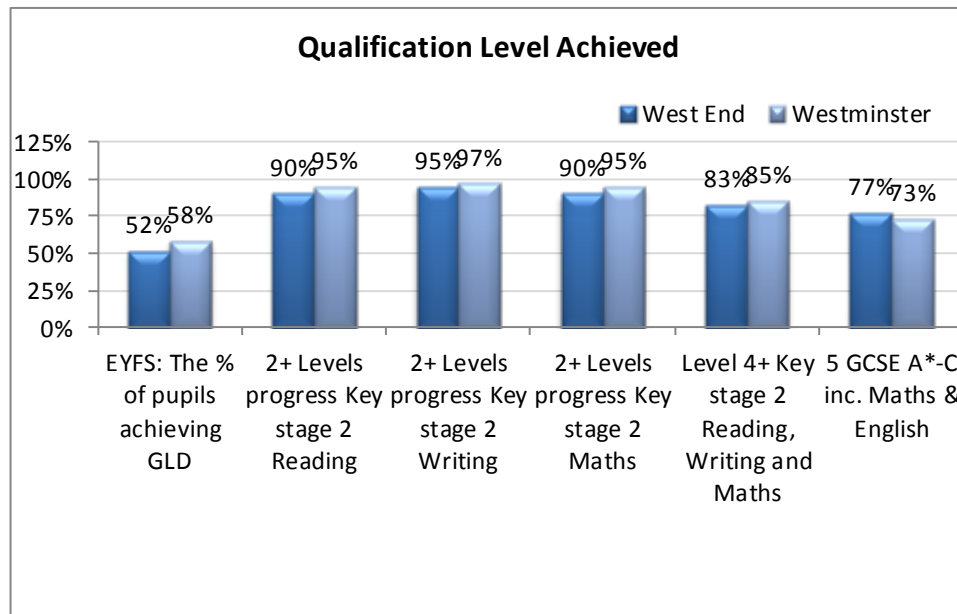 Qualification Level Achieved
West End Westminster
125%
100%
75%
50%
25%
0%
52% 58%
90% 95%
95% 97%
90% 95%
83% 85%
77% 73%
EYFS: The %
of pupils
achieving
GLD
2+ Levels
progress Key
stage 2
Reading
2+ Levels
progress Key
stage 2
Writing
2+ Levels
progress Key
stage 2
Maths
Level 4+ Key
stage 2
Reading,
Writing and
Maths
5 GCSE A*-C
inc. Maths &
English